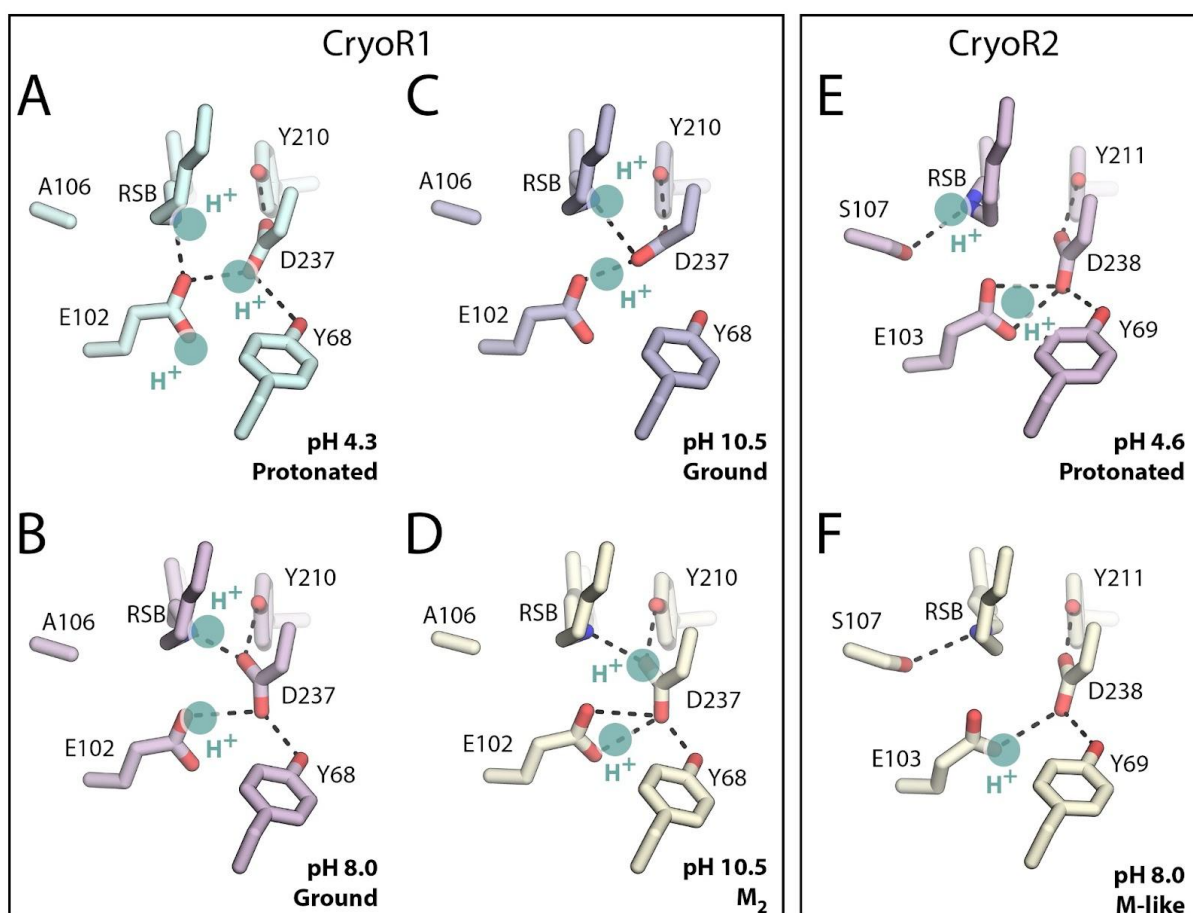 CryoR1
A
A106
RSB
H+
Y210
D237
H+
E102
H+
Y68
pH 4.3
Protonated
C
A106
RSB
H+
Y210
D237
H+
E102
Y68
pH 10.5
Ground
B
A106
RSB
H+
Y210
D237
E102
H+
Y68
pH 8.0
Ground
D
A106
RSB
Y210
H+
D237
E102
H+
Y68
pH 10.5
M2
CryoR2
E
RSB
Y211
S107
H+
D238
E103
H+
Y69
pH 4.6
Protonated
F
RSB
Y211
S107
D238
E103
H+
Y69
pH 8.0
M-like